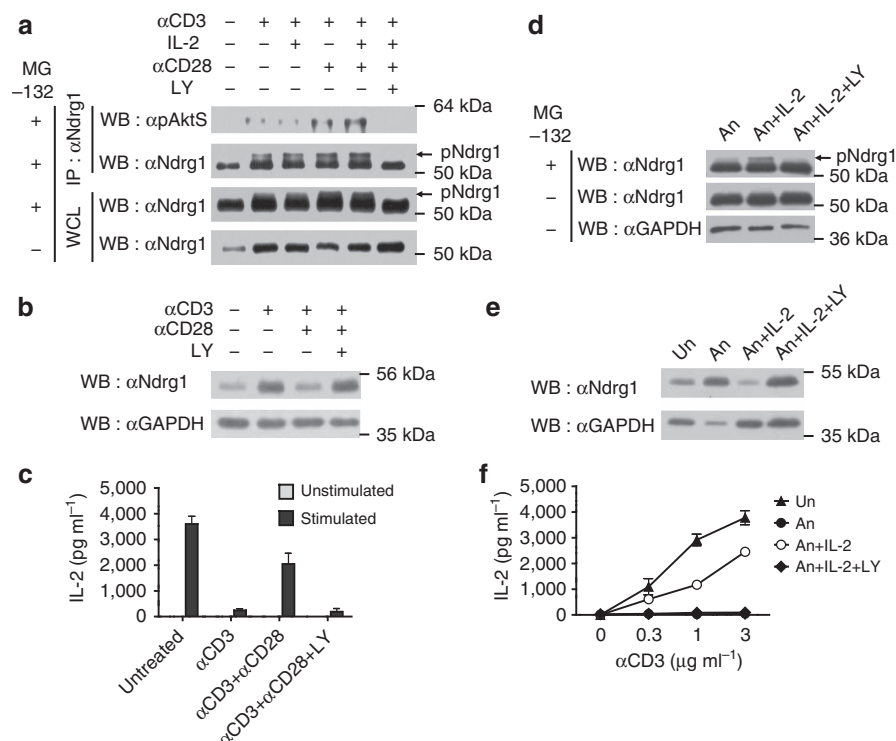 a
αCD3 – + + + + +
IL-2 – – + – + +
αCD28 – – – + + +
LY – – – – – +
MG
–132
IP : αNdrg1
WCL
+ WB : αpAktS 64 kDa
+ WB : αNdrg1 pNdrg1
50 kDa
+ WB : αNdrg1 pNdrg1
50 kDa
– WB : αNdrg1 50 kDa
b
αCD3 – + + +
αCD28 – – + +
LY – – – +
WB : αNdrg1 56 kDa
WB : αGAPDH 35 kDa
c
IL-2 (pg ml⁻¹)
5,000
4,000
3,000
2,000
1,000
0
Unstimulated
Stimulated
Untreated
αCD3
αCD3+αCD28
αCD3+αCD28+LY
d
An
An+IL-2
An+IL-2+LY
MG
–132
+ WB : αNdrg1 pNdrg1
50 kDa
– WB : αNdrg1 50 kDa
– WB : αGAPDH 36 kDa
e
Un
An
An+IL-2
An+IL-2+LY
WB : αNdrg1 55 kDa
WB : αGAPDH 35 kDa
f
IL-2 (pg ml⁻¹)
5,000
4,000
3,000
2,000
1,000
0
0 0.3 1 3
αCD3 (μg ml⁻¹)
Un
An
An+IL-2
An+IL-2+LY